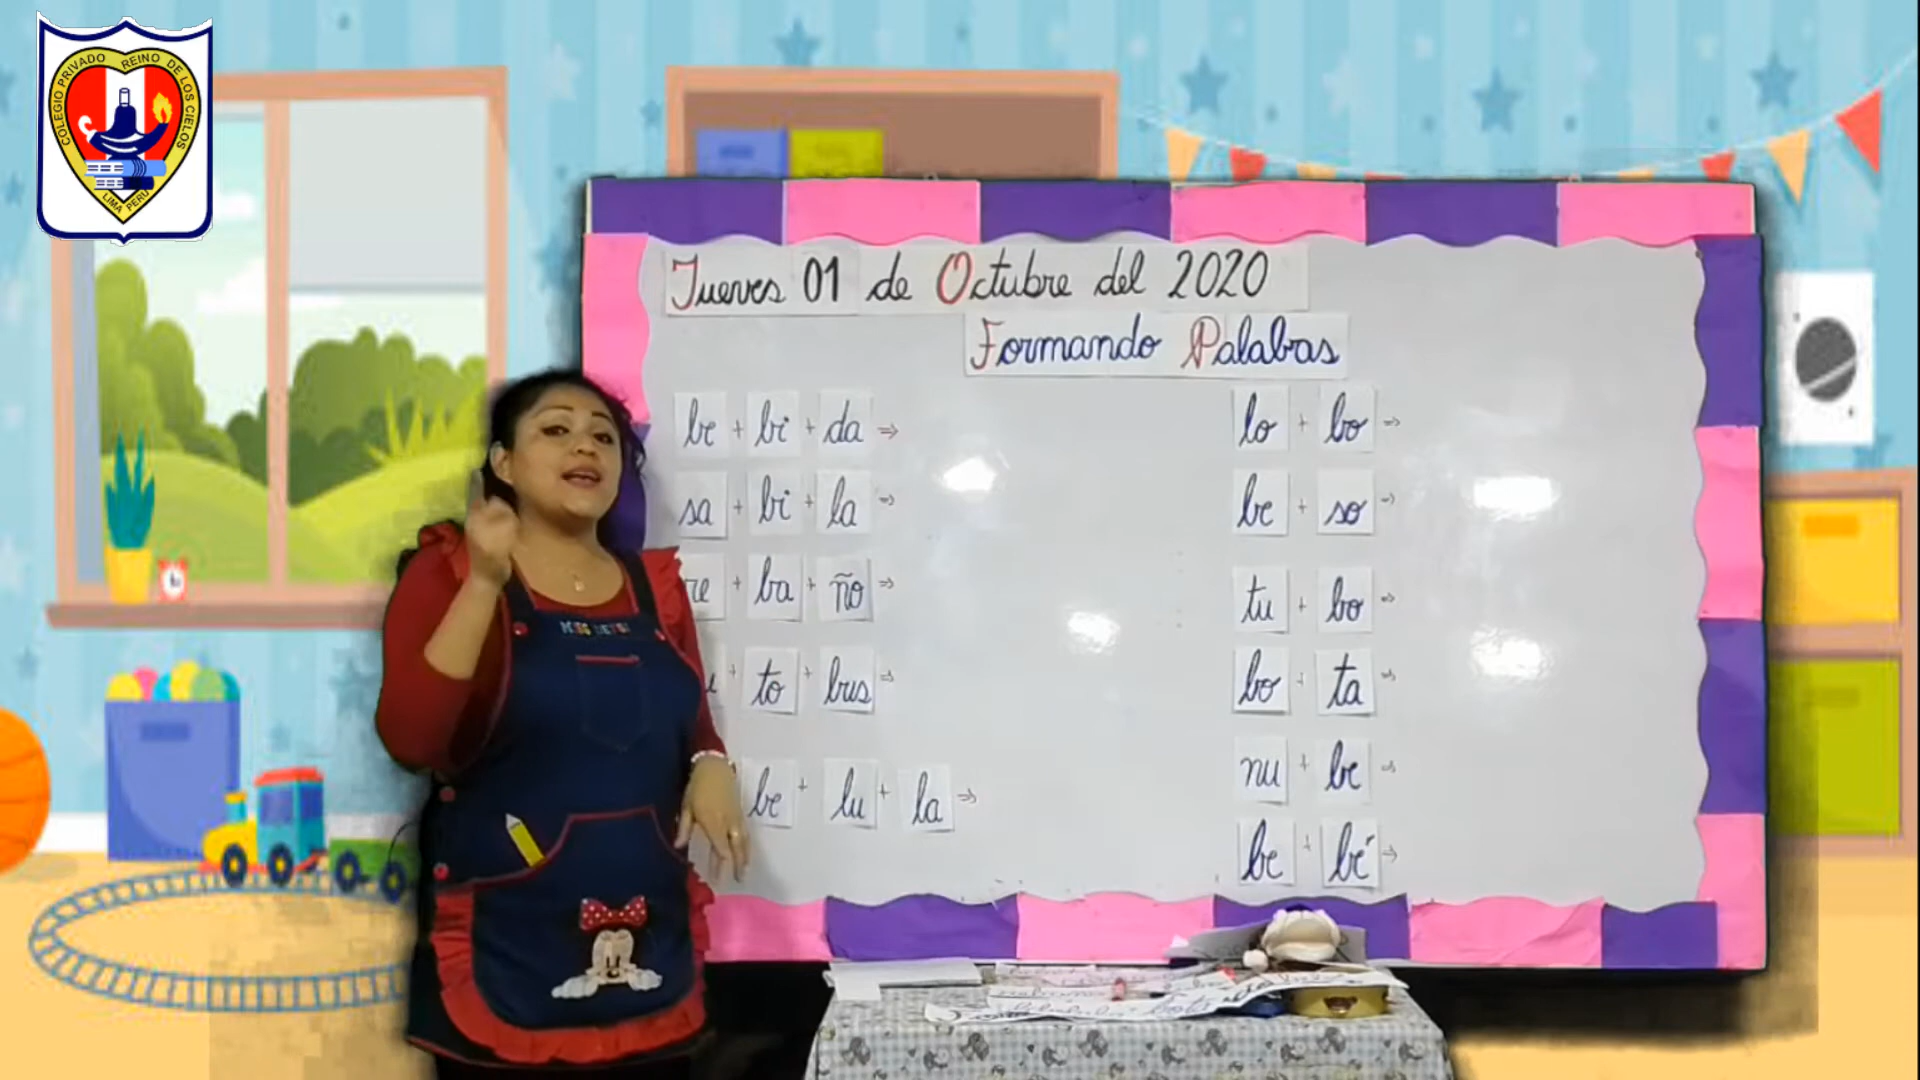 COLEGIO PRIVADO REINO DE LOS CIELOS
LIMA PERÚ
Jueves 01 de Octubre del 2020
Formando Palabras
be + bi + da ⇒
sa + bi + la ⇒
re + ba + ño ⇒
+ to + bus ⇒
be + lu + la ⇒
lo + bo ⇒
be + so ⇒
tu + bo ⇒
bo + ta ⇒
nu + be ⇒
be + bé ⇒